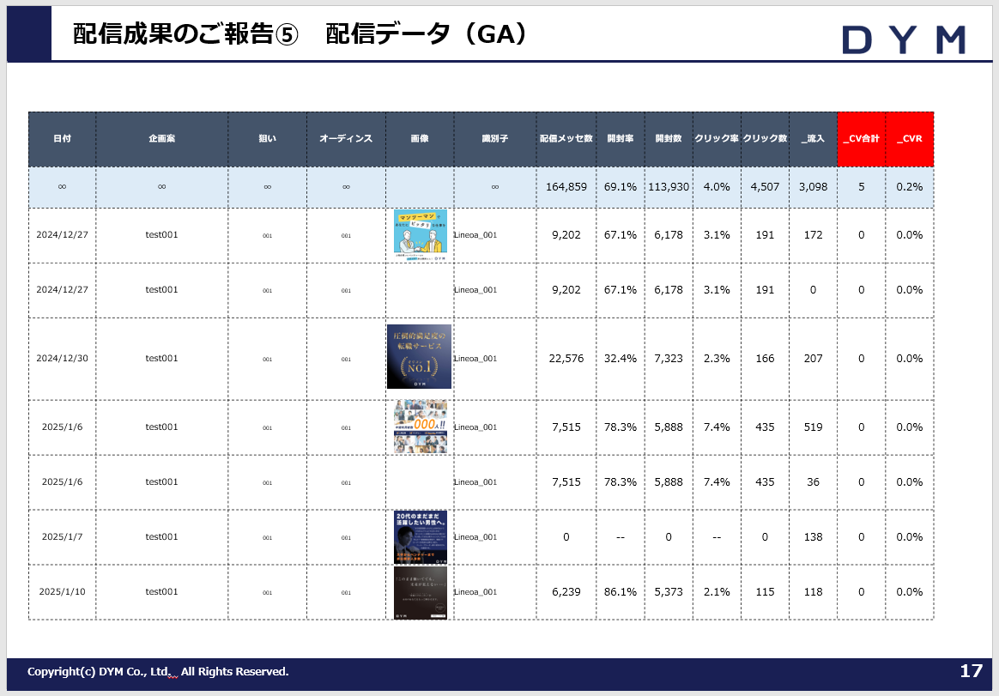 配信成果のご報告⑤　配信データ（GA）
DYM
日付 企画案 狙い オーディンス 画像 識別子 配信メッセ数 開封率 開封数 クリック率 クリック数 _流入 _CV合計 _CVR
∞ ∞ ∞ ∞ ∞ 164,859 69.1% 113,930 4.0% 4,507 3,098 5 0.2%
マンツーマンで
ピッタリ
DYM
2024/12/27 test001 001 001 Lineoa_001 9,202 67.1% 6,178 3.1% 191 172 0 0.0%
2024/12/27 test001 001 001 Lineoa_001 9,202 67.1% 6,178 3.1% 191 0 0 0.0%
圧倒的満足度の
転職サービス
NO.1
DYM
2024/12/30 test001 001 001 Lineoa_001 22,576 32.4% 7,323 2.3% 166 207 0 0.0%
000人!!
2025/1/6 test001 001 001 Lineoa_001 7,515 78.3% 5,888 7.4% 435 519 0 0.0%
2025/1/6 test001 001 001 Lineoa_001 7,515 78.3% 5,888 7.4% 435 36 0 0.0%
20代のまだまだ
活躍したい男性へ。
DYM
2025/1/7 test001 001 001 Lineoa_001 0 -- 0 -- 0 138 0 0.0%
DYM
2025/1/10 test001 001 001 Lineoa_001 6,239 86.1% 5,373 2.1% 115 118 0 0.0%
Copyright(c) DYM Co., Ltd. All Rights Reserved.
17